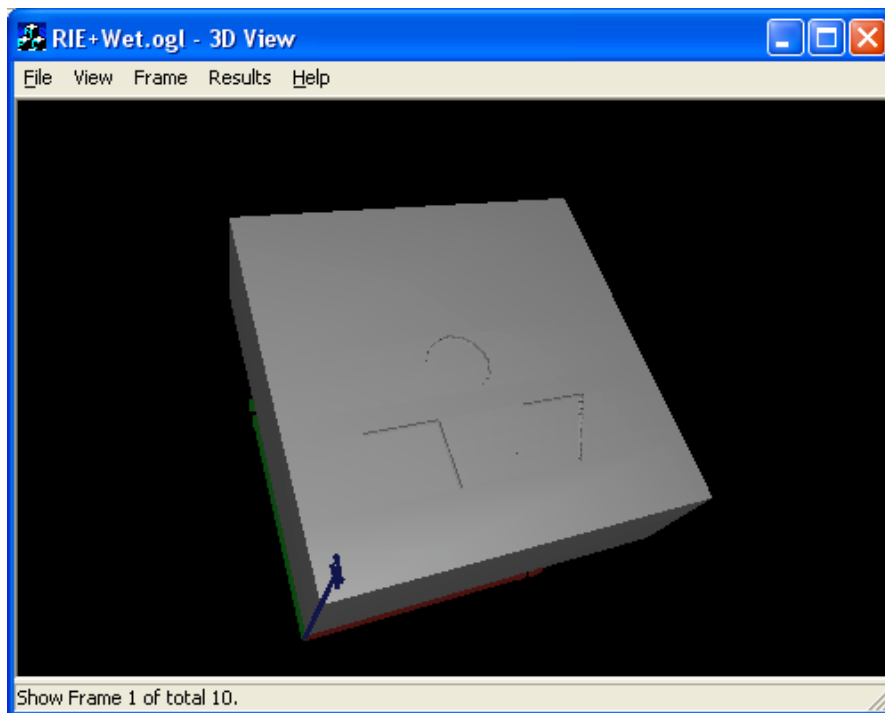 RIE+Wet.ogl - 3D View
File View Frame Results Help
Show Frame 1 of total 10.